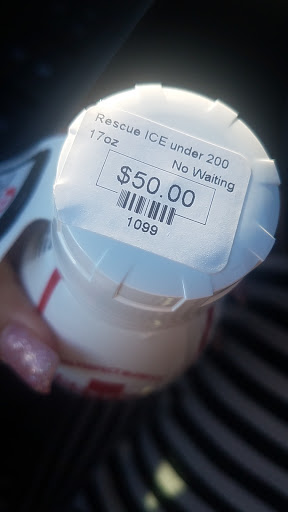 Rescue ICE under 200
17oz
No Waiting
$50.00
1099